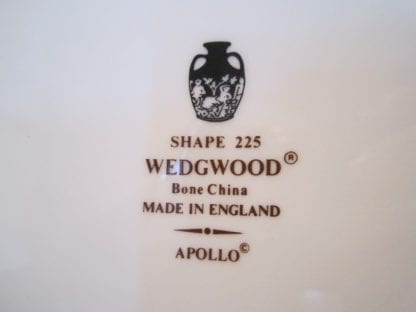 SHAPE 225
WEDGWOOD®
Bone China
MADE IN ENGLAND
APOLLO©